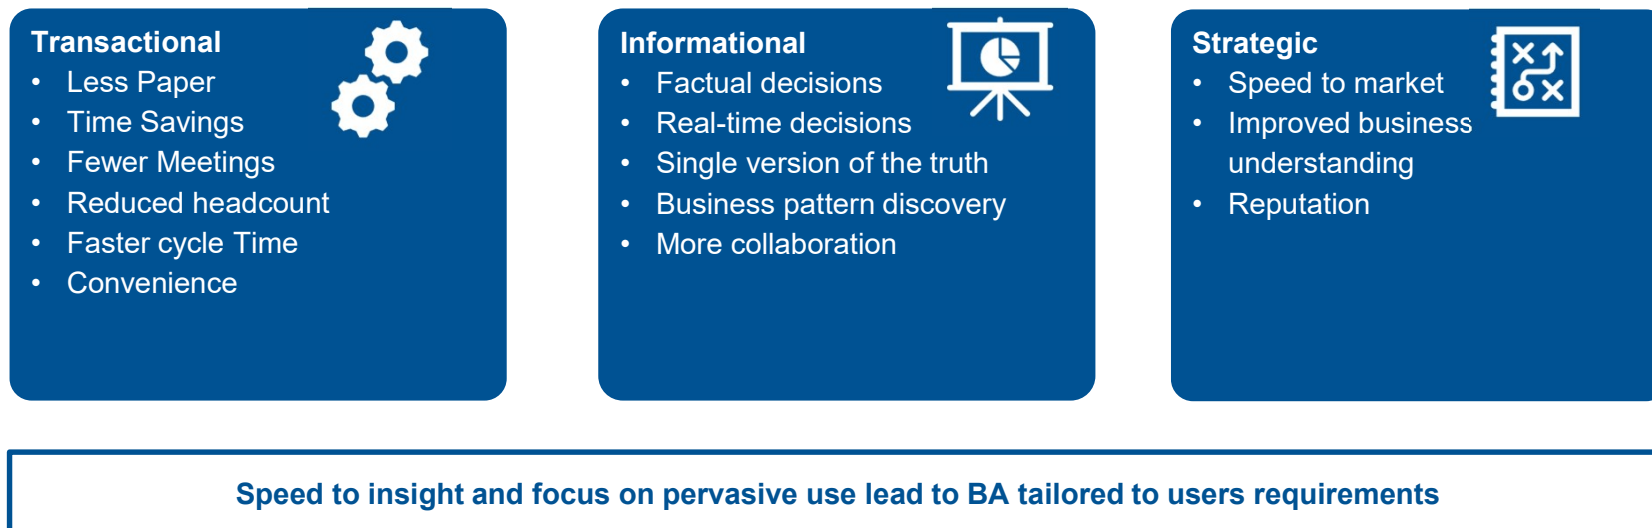 Transactional
• Less Paper
• Time Savings
• Fewer Meetings
• Reduced headcount
• Faster cycle Time
• Convenience
Informational
• Factual decisions
• Real-time decisions
• Single version of the truth
• Business pattern discovery
• More collaboration
Strategic
• Speed to market
• Improved business
understanding
• Reputation
Speed to insight and focus on pervasive use lead to BA tailored to users requirements